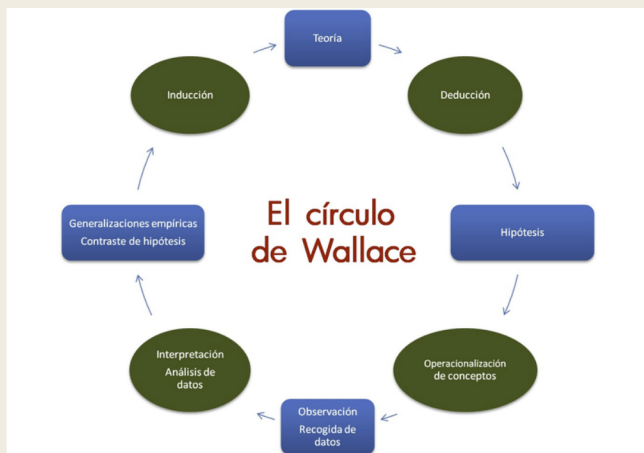 Teoría
Deducción
Hipótesis
Operacionalización
de conceptos
Observación
Recogida de
datos
Interpretación
Análisis de
datos
Generalizaciones empíricas
Contraste de hipótesis
Inducción
El círculo
de Wallace